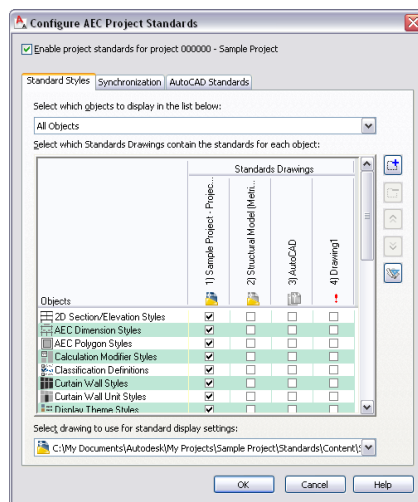 Configure AEC Project Standards
Enable project standards for project 000000 - Sample Project
Standard Styles Synchronization AutoCAD Standards
Select which objects to display in the list below:
All Objects
Select which Standards Drawings contain the standards for each object:
Standards Drawings
1) Sample Project - Projec...
2) Structural Model (Metri...
3) AutoCAD
4) Drawing1
Objects
2D Section/Elevation Styles
AEC Dimension Styles
AEC Polygon Styles
Calculation Modifier Styles
Classification Definitions
Curtain Wall Styles
Curtain Wall Unit Styles
Display Theme Styles
Select drawing to use for standard display settings:
C:\My Documents\Autodesk\My Projects\Sample Project\Standards\Content\
OK Cancel Help